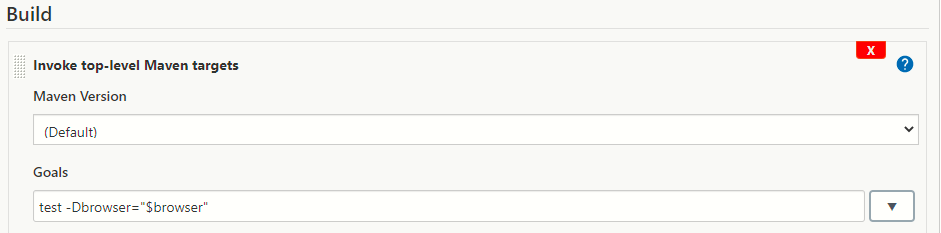 Build
X
Invoke top-level Maven targets
?
Maven Version
(Default)
Goals
test -Dbrowser="$browser"